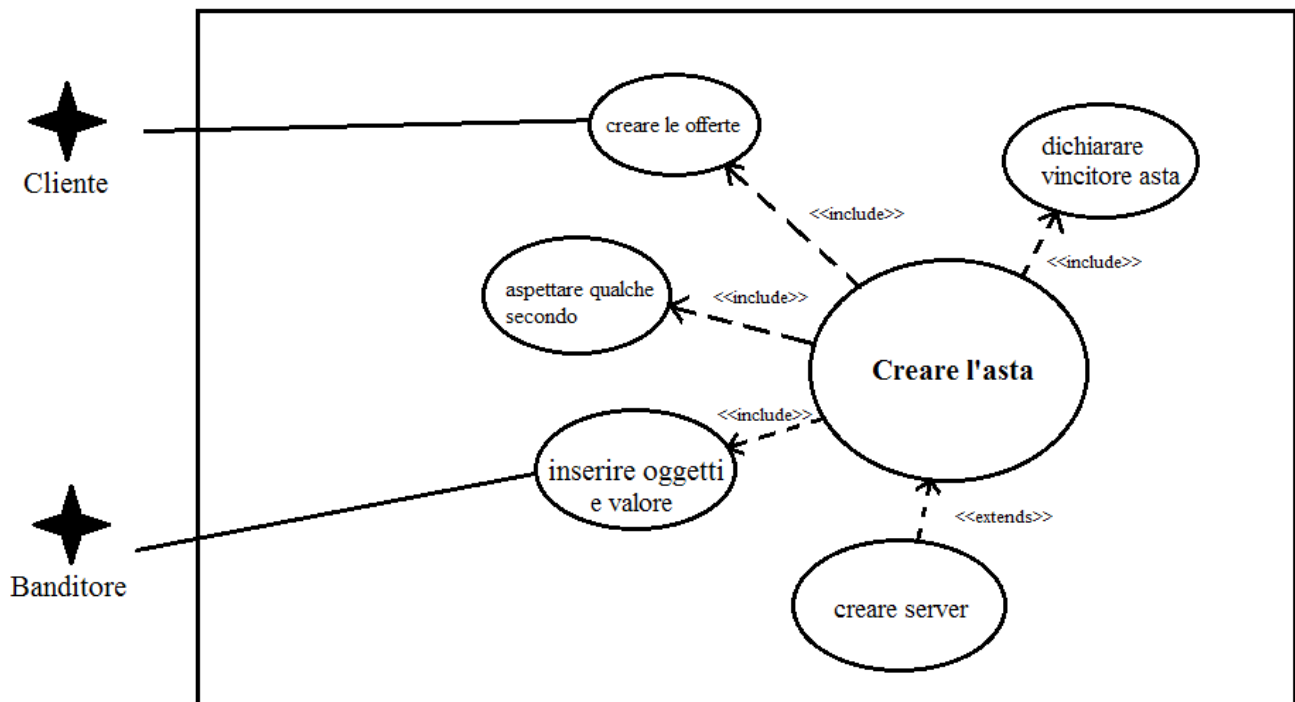 creare le offerte
dichiarare
vincitore asta
Cliente
<<include>>
<<include>>
aspettare qualche
secondo
<<include>>
Creare l'asta
<<include>>
inserire oggetti
e valore
<<extends>>
Banditore
creare server